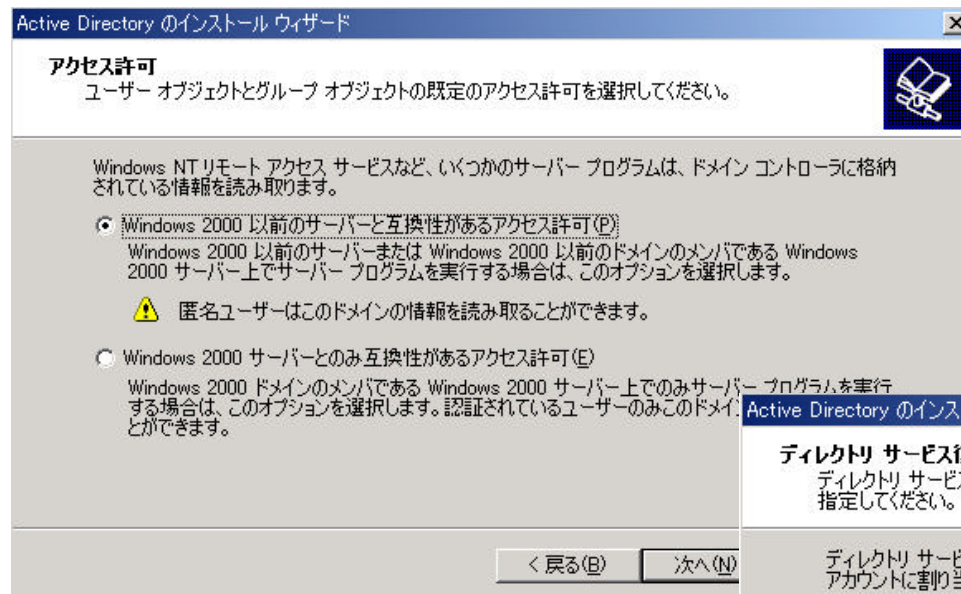 Active Directory のインストール ウィザード
アクセス許可
ユーザー オブジェクトとグループ オブジェクトの既定のアクセス許可を選択してください。
Windows NT リモート アクセス サービスなど、いくつかのサーバー プログラムは、ドメイン コントローラに格納
されている情報を読み取ります。
Windows 2000 以前のサーバーと互換性があるアクセス許可(P)
Windows 2000 以前のサーバーまたは Windows 2000 以前のドメインのメンバである Windows
2000 サーバー上でサーバー プログラムを実行する場合は、このオプションを選択します。
匿名ユーザーはこのドメインの情報を読み取ることができます。
Windows 2000 サーバーとのみ互換性があるアクセス許可(E)
Windows 2000 ドメインのメンバである Windows 2000 サーバー上でのみサーバー プログラムを実行
する場合は、このオプションを選択します。認証されているユーザーのみこのドメイ
とができます。
< 戻る(B)
次へ(N)
Active Directory のインス
ディレクトリ サービス
ディレクトリ サービ
指定してください。
ディレクトリ サービ
アカウントに割り